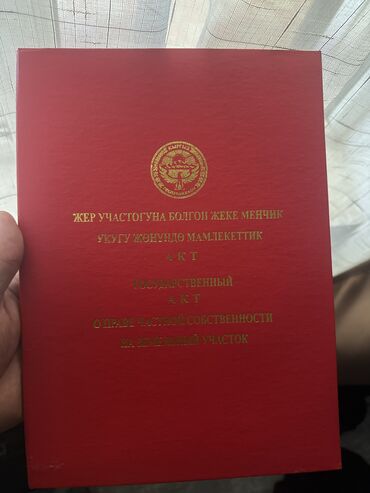 ЖЕР УЧАСТОГУНА БОЛГОН ЖЕКЕ МЕНЧИК
УКУГУ ЖӨНҮНДӨ МАМЛЕКЕТТИК
А К Т
ГОСУДАРСТВЕННЫЙ
А К Т
О ПРАВЕ ЧАСТНОЙ СОБСТВЕННОСТИ
НА ЗЕМЕЛЬНЫЙ УЧАСТОК